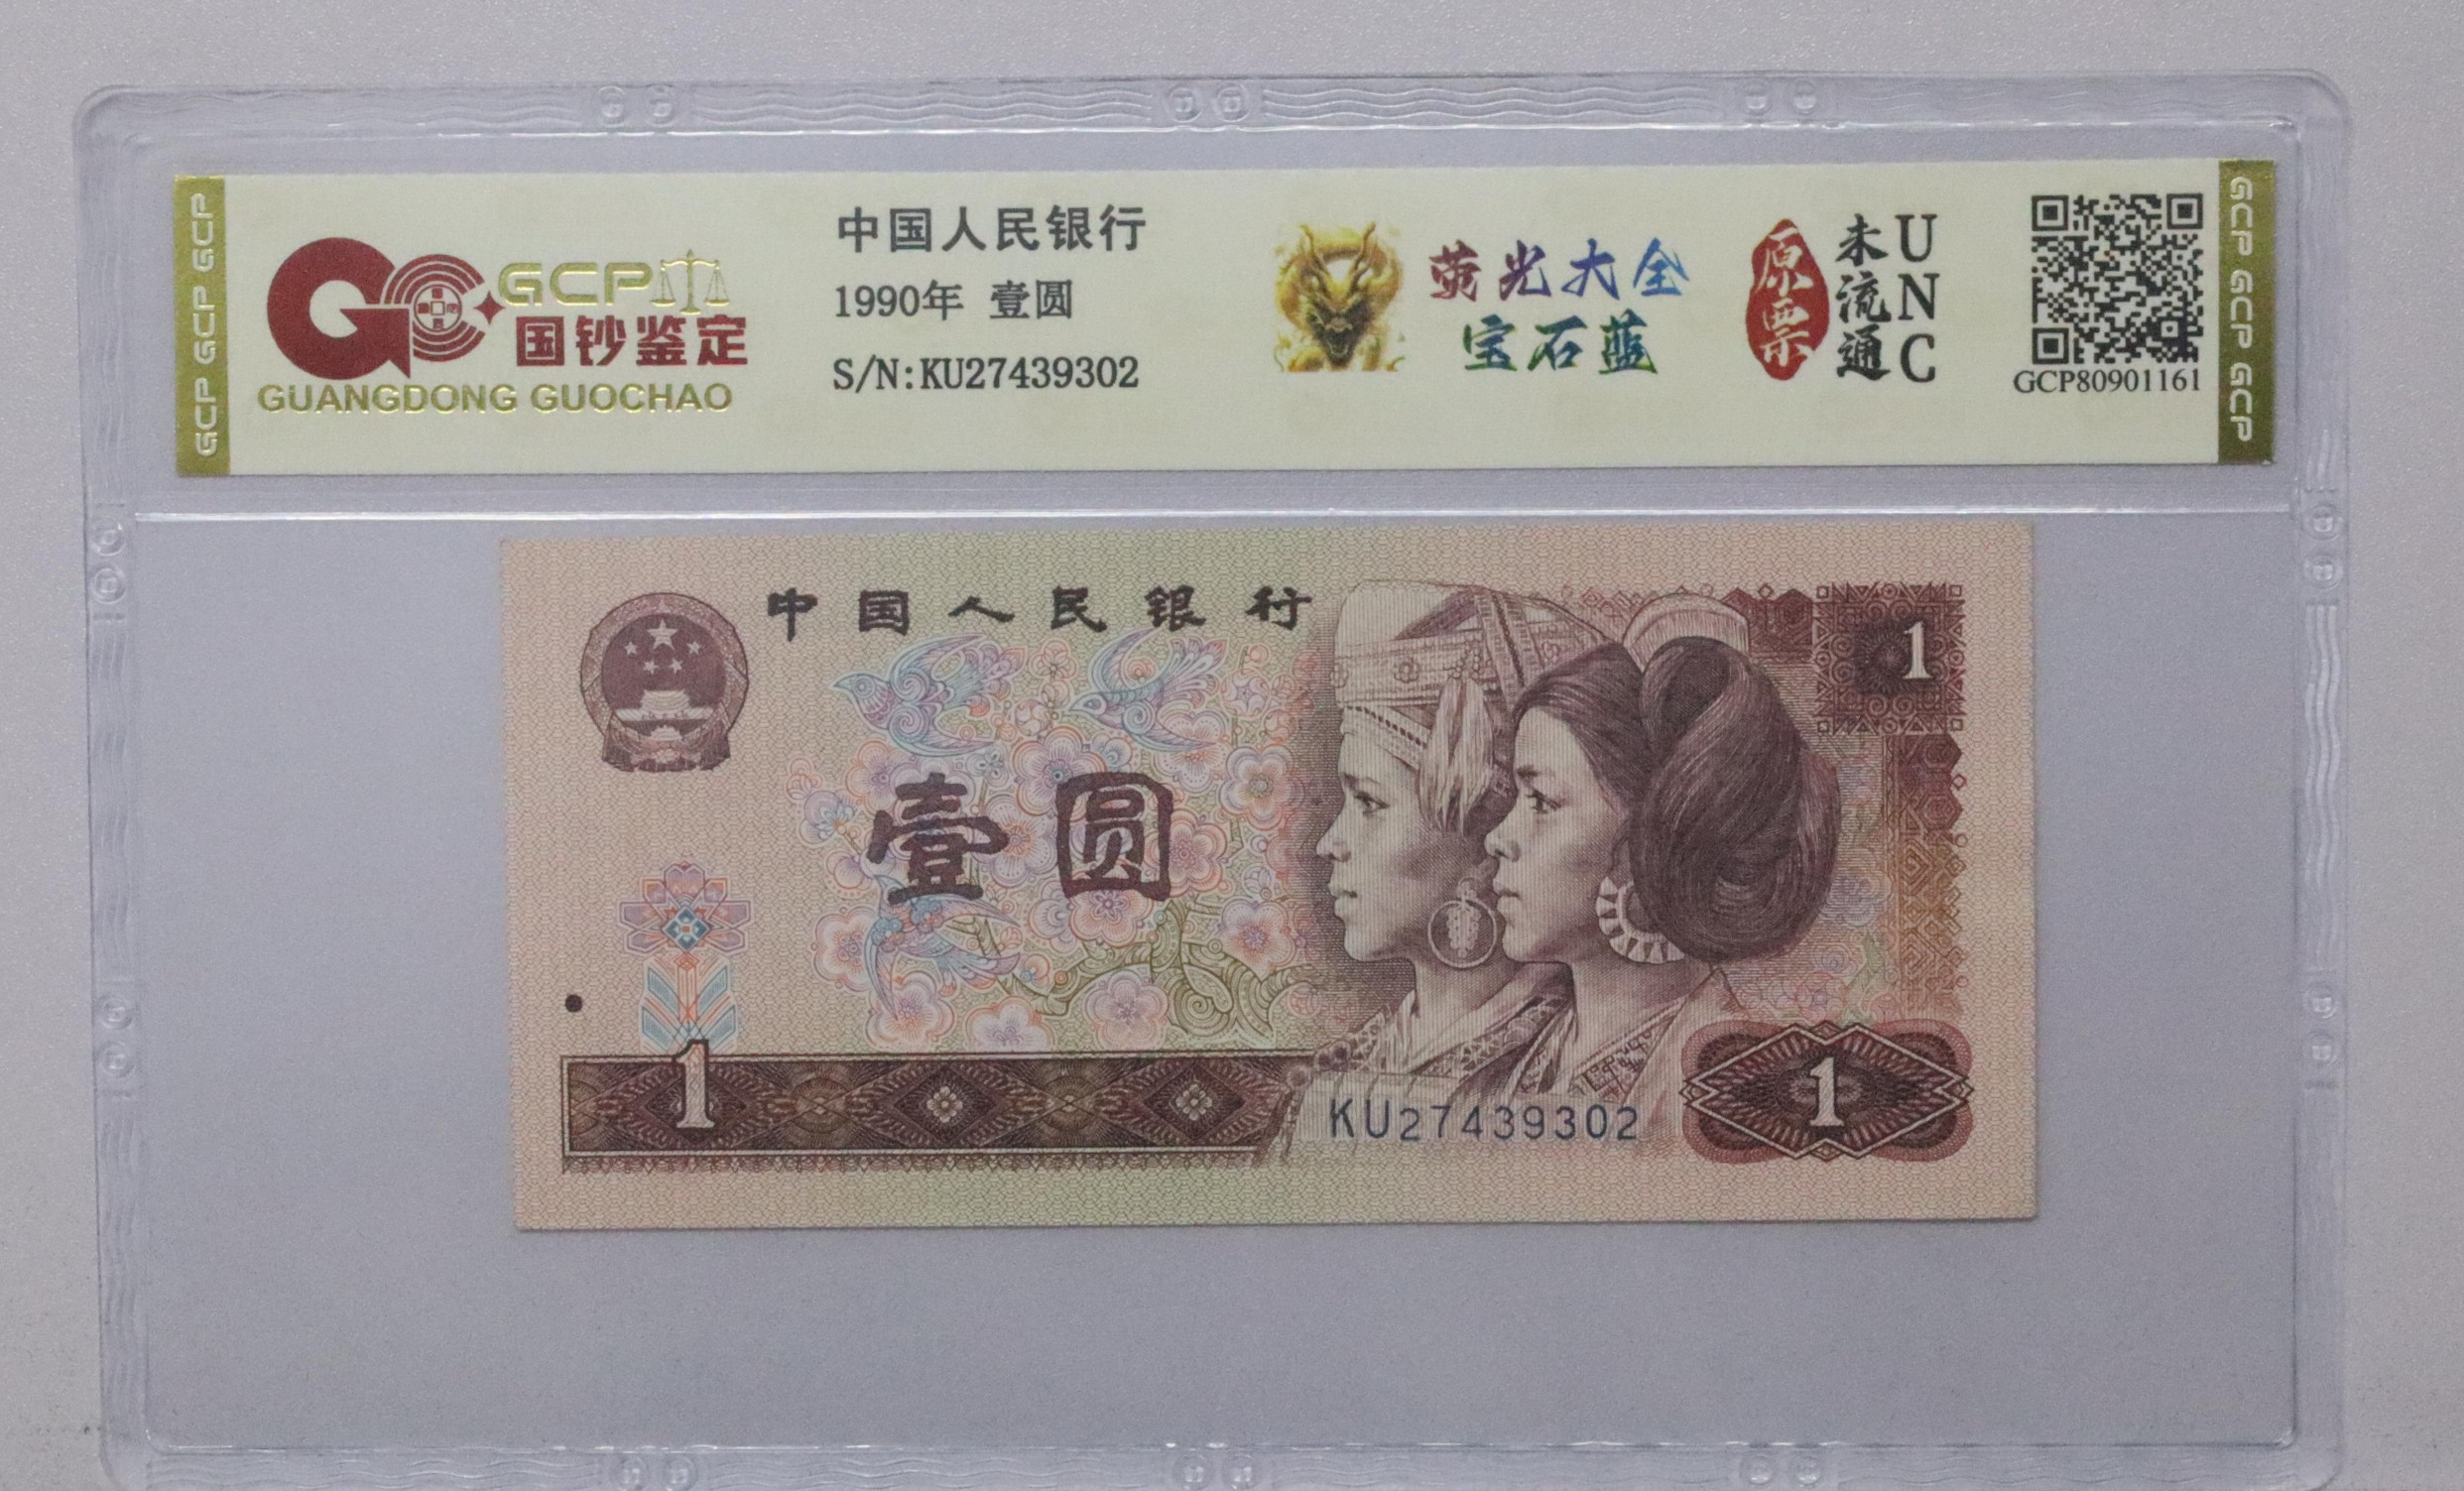 GCP GCP GCP
GCP
国钞鉴定
GUANGDONG GUOCHAO
中国人民银行
1990年 壹圆
S/N:KU27439302
荧光大全
宝石蓝
原票
未流通
UNC
GCP80901161
GCP GCP GCP
中国人民银行
1
壹圆
1
KU27439302
1